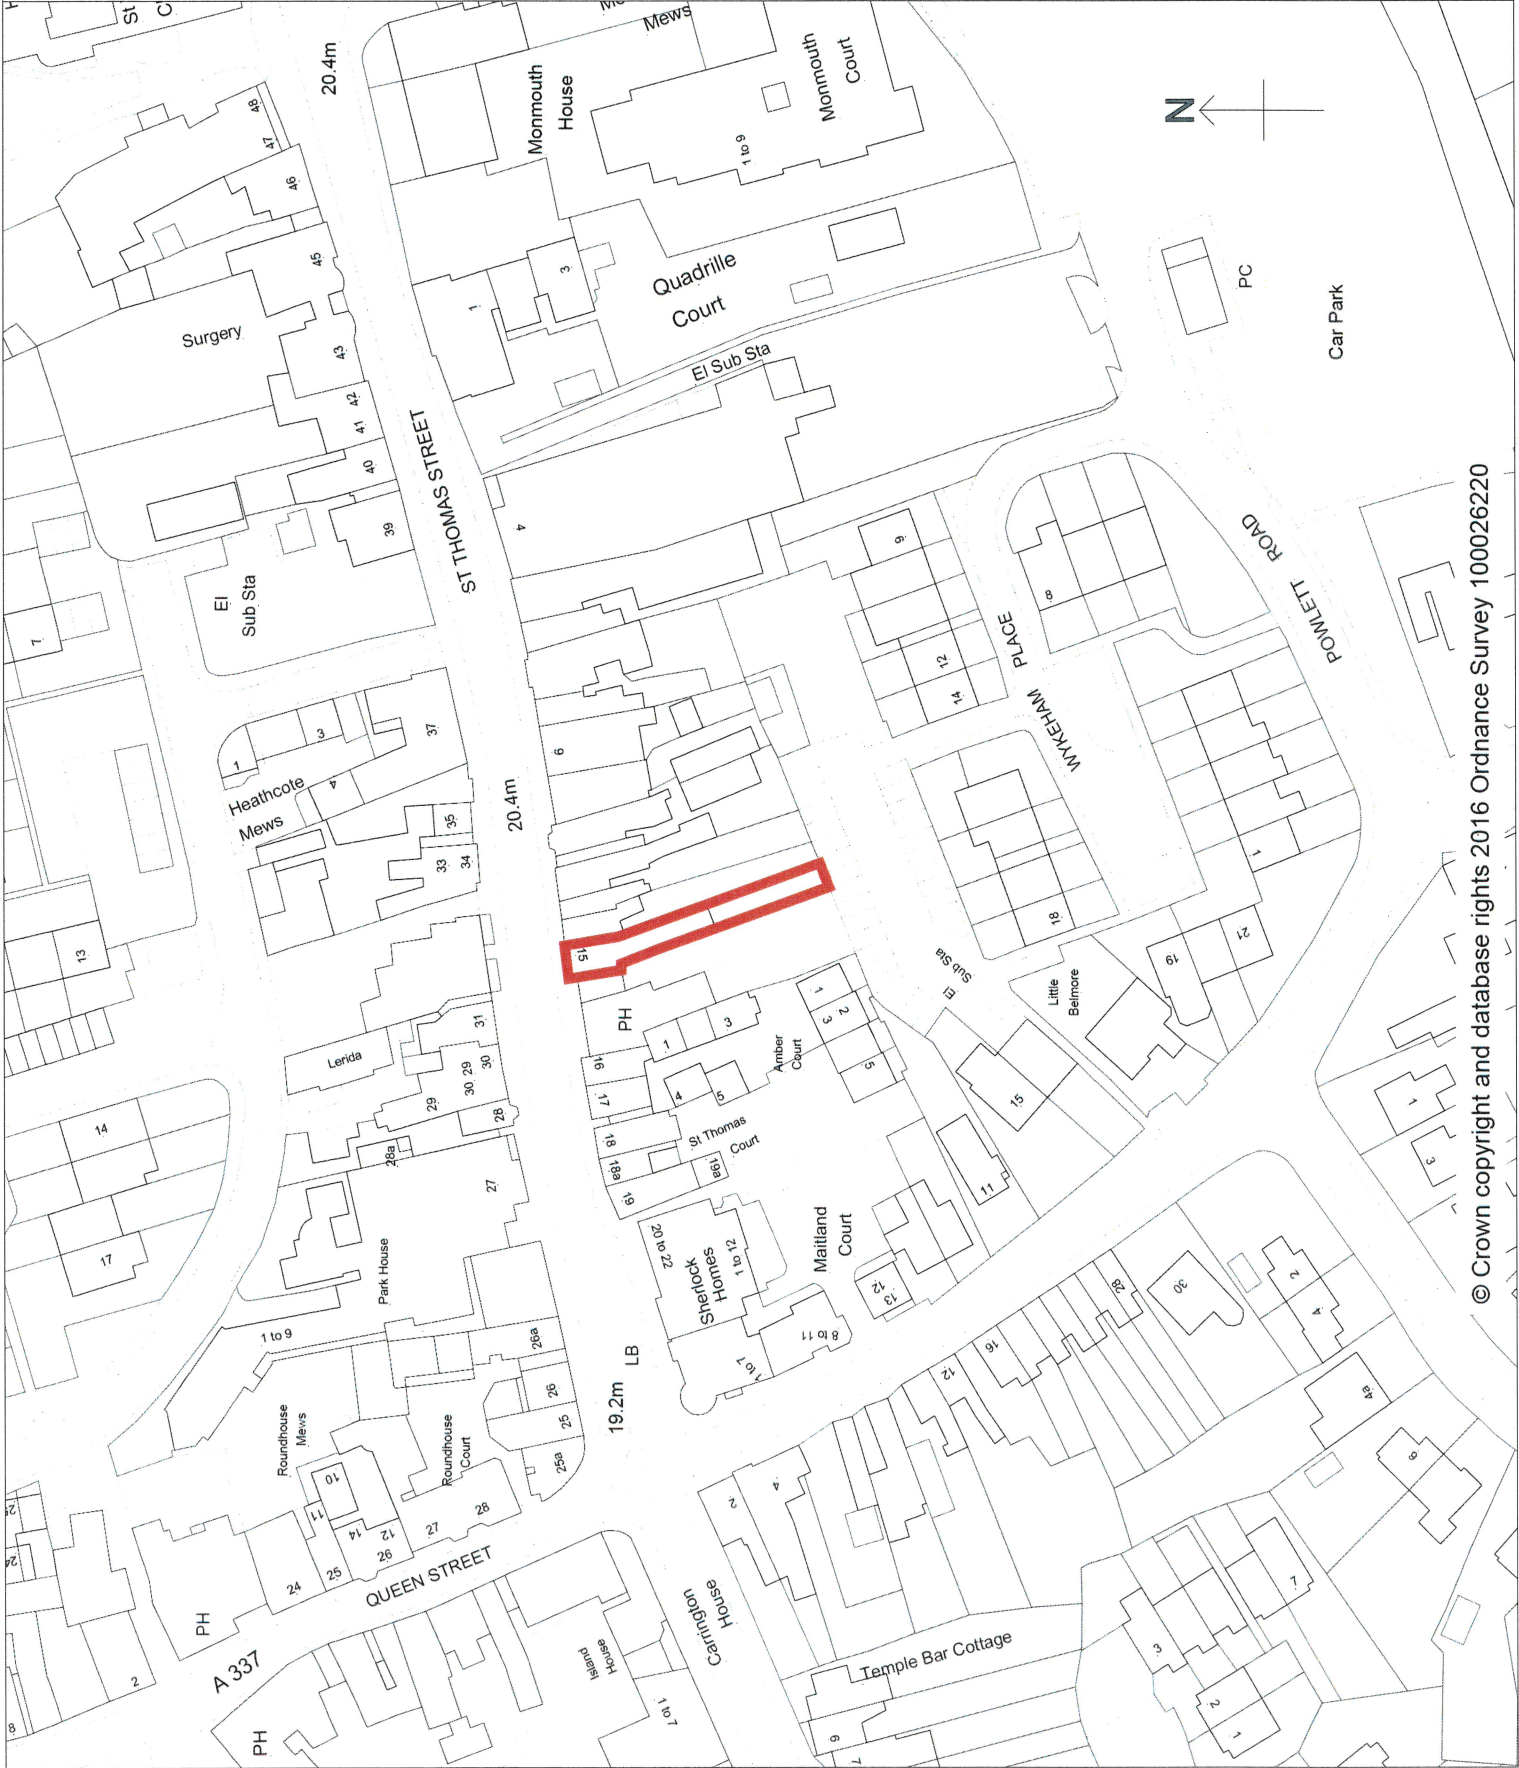 St
C
20.4m
Mews
48
47
46
Monmouth
House
Monmouth
Court
1 to 9
N
45
Surgery
43
42
41
40
39
1
3
Quadrille
Court
El Sub Sta
PC
Car Park
ST THOMAS STREET
4
El
Sub Sta
7
9
8
12
14
WYKEHAM PLACE
POWLETT ROAD
1
3
4
37
Heathcote
Mews
35
33
34
20.4m
9
13
15
18
1
19
21
El Sub Sta
Little
Belmore
PH
1
3
1
2
3
5
Amber
Court
16
17
4
5
18
18a
19
19a
St Thomas
Court
Lerida
31
30
29
30
29
28
28a
27
14
17
15
11
1
3
Park House
1 to 9
20 to 22
Sherlock
Homes
1 to 12
Maitland
Court
12
13
8 to 11
1 to 7
LB
19.2m
26a
26
25
25a
Roundhouse
Mews
Roundhouse
Court
10
11
14
12
26
27
28
25
24
QUEEN STREET
PH
A 337
PH
2
8
2
4
12
16
28
30
2
4
4a
6
7
3
2
1
Carrington
House
Island
House
1 to 7
Temple Bar Cottage
6
7
© Crown copyright and database rights 2016 Ordnance Survey 100026220